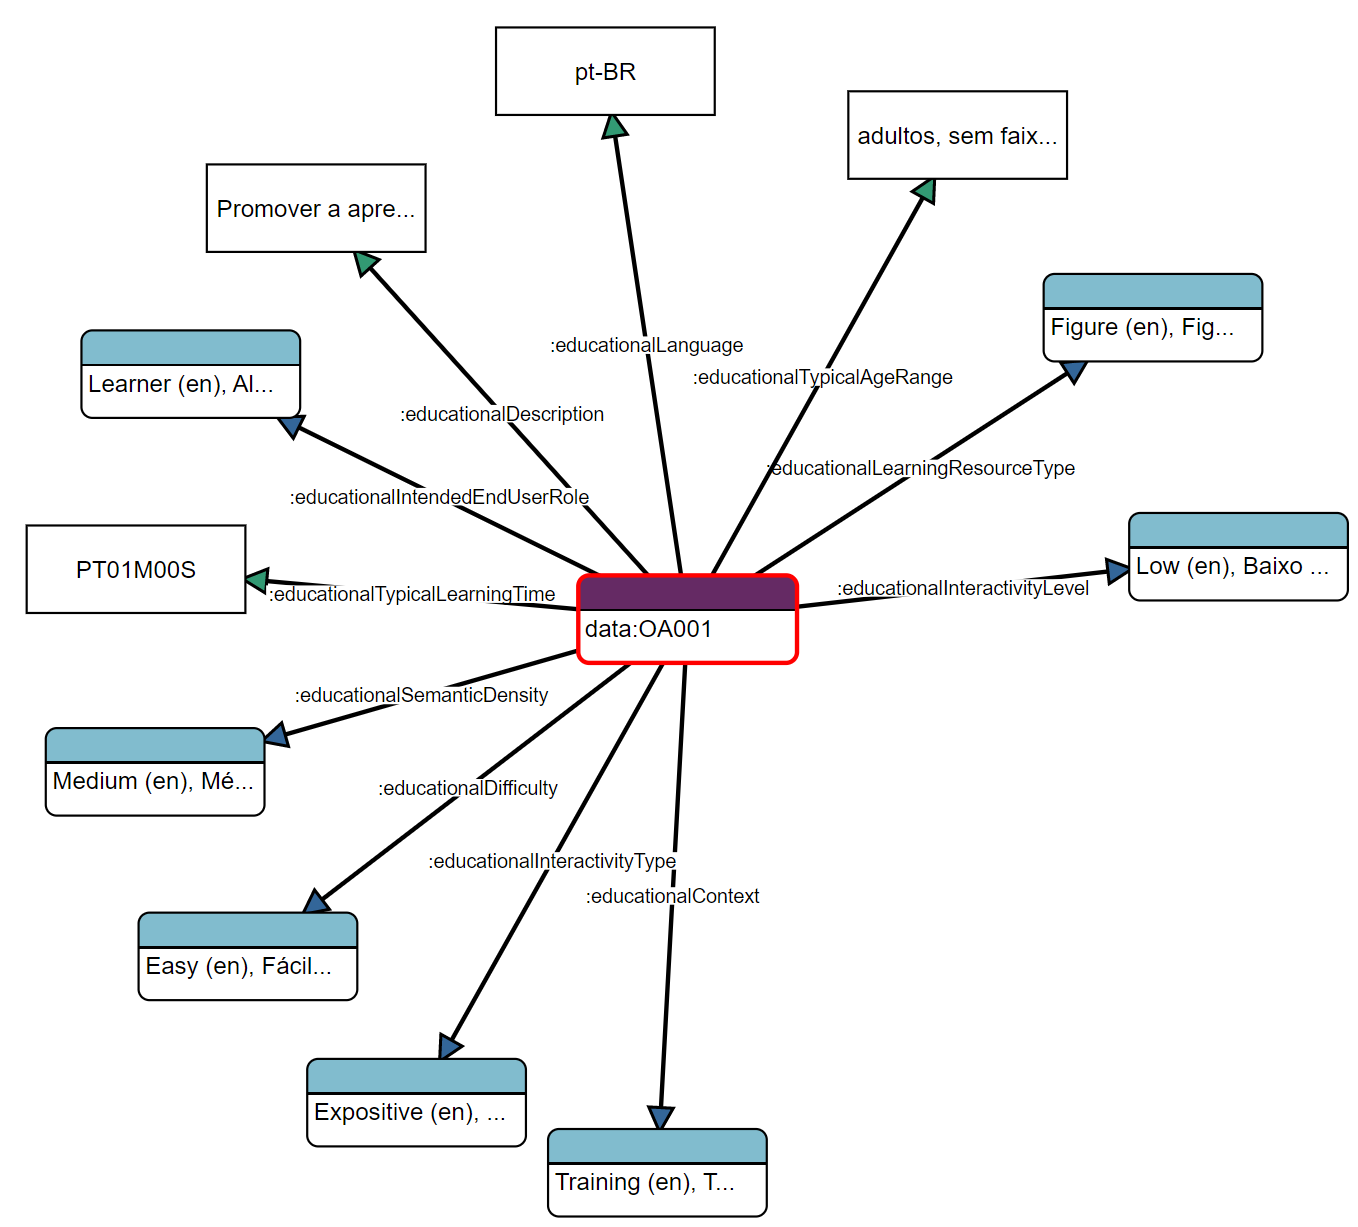 pt-BR
adultos, sem faix...
Promover a apre...
Figure (en), Fig...
:educationalLanguage
:educationalTypicalAgeRange
Learner (en), Al...
:educationalDescription
:educationalLearningResourceType
:educationalIntendedEndUserRole
Low (en), Baixo ...
PT01M00S
:educationalInteractivityLevel
:educationalTypicalLearningTime
data:OA001
:educationalSemanticDensity
Medium (en), Mé...
:educationalDifficulty
:educationalInteractivityType
:educationalContext
Easy (en), Fácil...
Expositive (en), ...
Training (en), T...